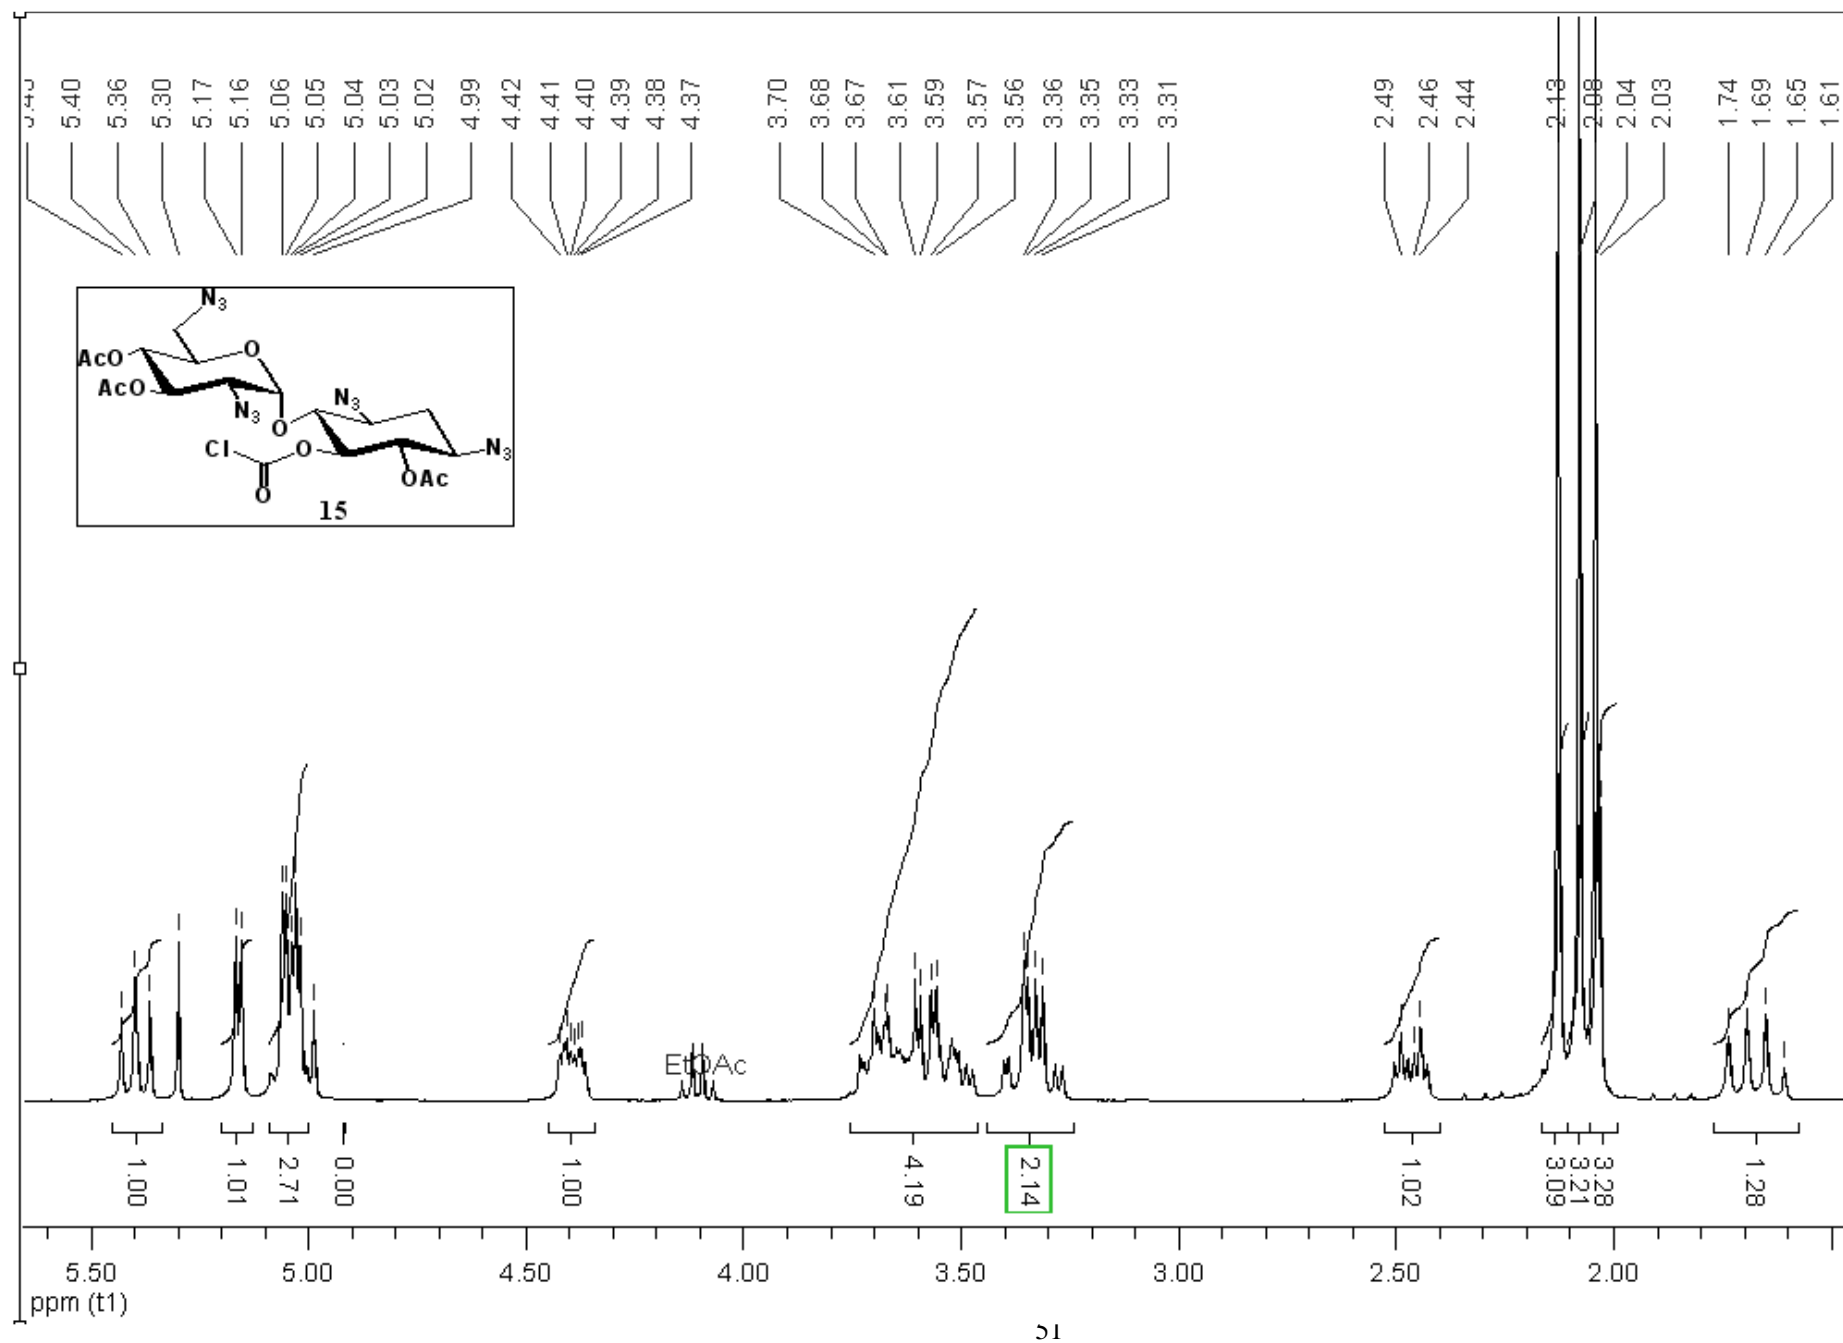 5.40 5.36 5.30 5.17 5.16 5.06 5.05 5.04 5.03 5.02 4.99 4.42 4.41 4.40 4.39 4.38 4.37 3.70 3.68 3.67 3.61 3.59 3.57 3.56 3.36 3.35 3.33 3.31 2.49 2.46 2.44 2.13 2.08 2.04 2.03 1.74 1.69 1.65 1.61
N3
O
AcO
AcO
N3
N3
O
Cl
O
N3
OAc
O
15
EtOAc
1.00 1.01 2.71 0.00 1.00 4.19 2.14 1.02 3.09 3.21 3.28 1.28
5.50 5.00 4.50 4.00 3.50 3.00 2.50 2.00
ppm (t1)
51